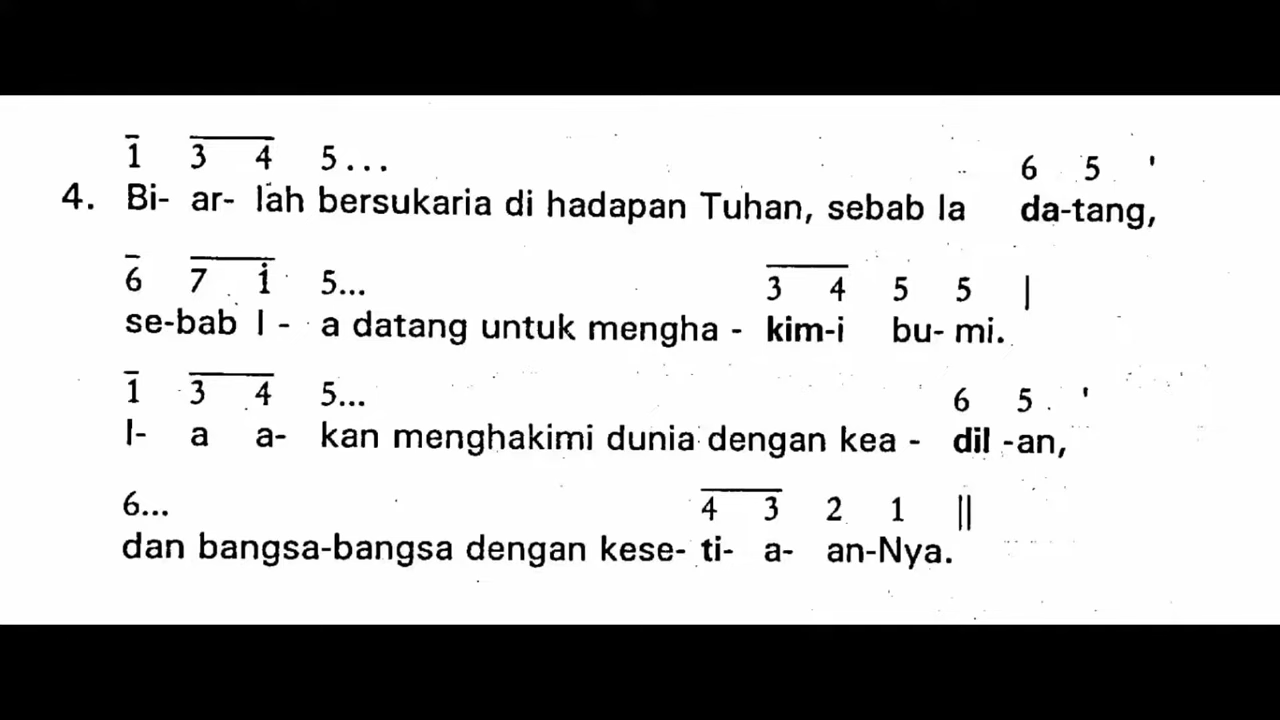 1 3 4 5... 6 5 '
4. Bi- ar- lah bersukaria di hadapan Tuhan, sebab Ia da-tang,
6 7 i 5... 3 4 5 5 |
se-bab I - a datang untuk mengha - kim-i bu- mi.
1 3 4 5... 6 5 '
I- a a- kan menghakimi dunia dengan kea - dil -an,
6... 4 3 2 1 ||
dan bangsa-bangsa dengan kese- ti- a- an-Nya.